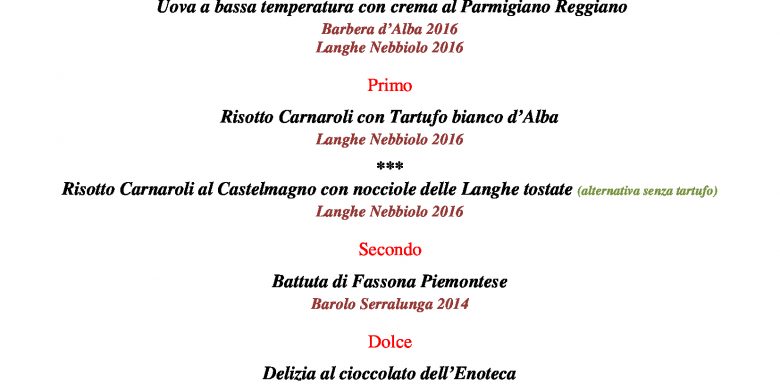 Uova a bassa temperatura con crema al Parmigiano Reggiano
Barbera d’Alba 2016
Langhe Nebbiolo 2016
Primo
Risotto Carnaroli con Tartufo bianco d’Alba
Langhe Nebbiolo 2016
***
Risotto Carnaroli al Castelmagno con nocciole delle Langhe tostate (alternativa senza tartufo)
Langhe Nebbiolo 2016
Secondo
Battuta di Fassona Piemontese
Barolo Serralunga 2014
Dolce
Delizia al cioccolato dell’Enoteca